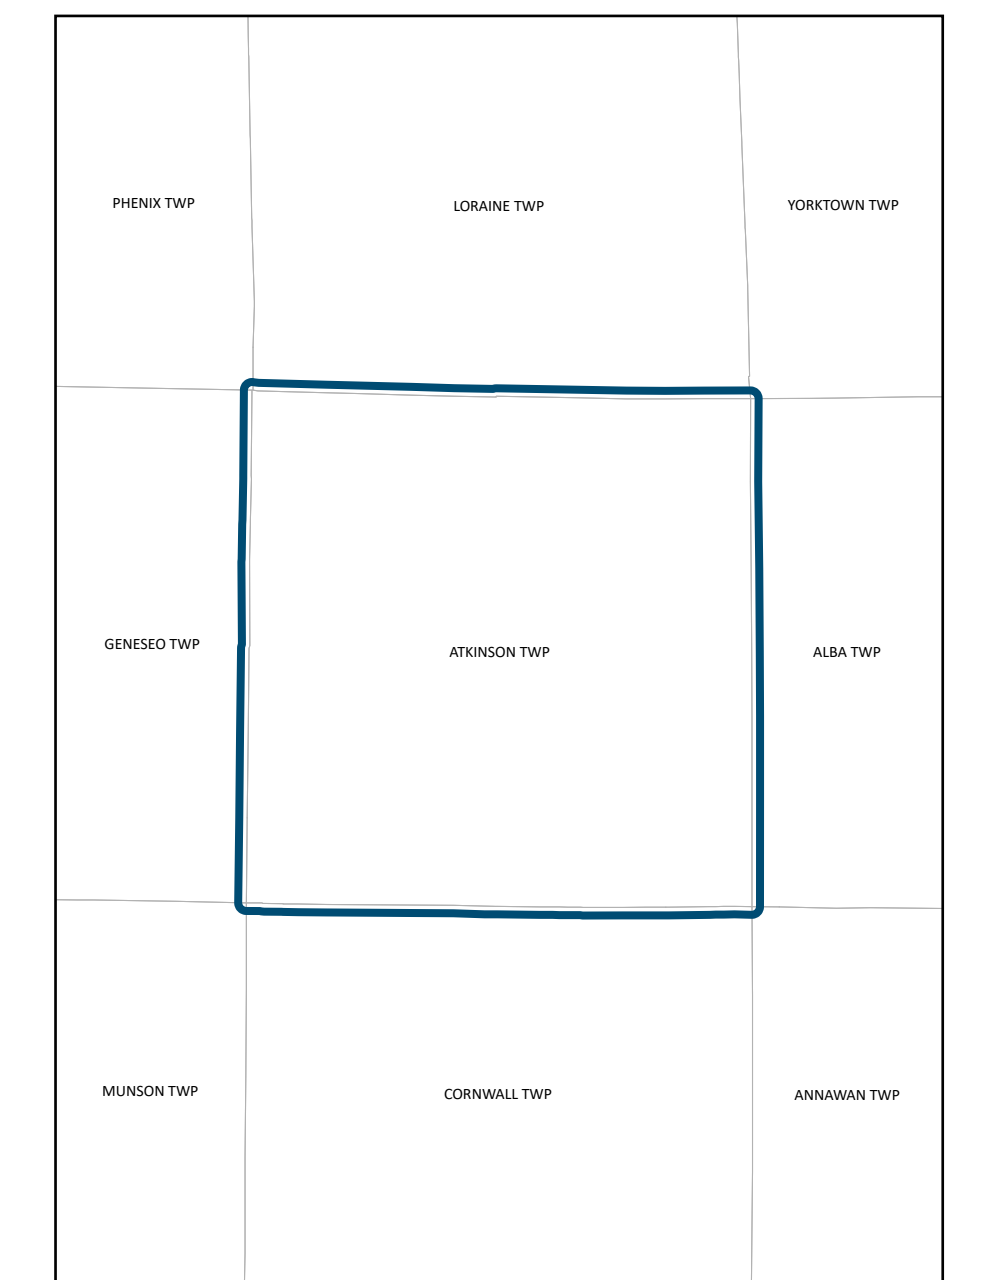 PHENIX TWP
LORAINE TWP
YORKTOWN TWP
GENESEO TWP
ATKINSON TWP
ALBA TWP
MUNSON TWP
CORNWALL TWP
ANNAWAN TWP